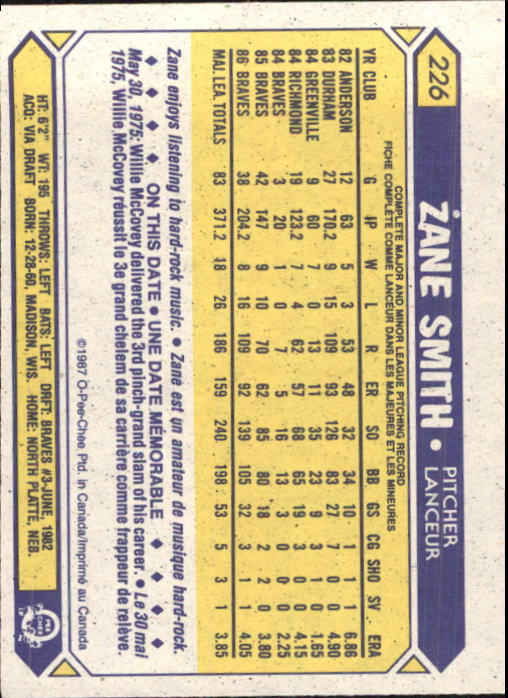 226
ZANE SMITH • PITCHER
LANCEUR
COMPLETE MAJOR AND MINOR LEAGUE PITCHING RECORD
FICHE COMPLÈTE COMME LANCEUR DANS LES MAJEURES ET LES MINEURES
YR CLUB G IP W L R ER SO BB GS CG SHO SV ERA
82 ANDERSON 12 63 5 3 53 48 32 34 10 1 1 1 6.86
83 DURHAM 27 170.2 9 15 109 93 126 83 27 7 0 0 4.90
84 GREENVILLE 9 60 7 0 13 11 35 23 9 3 1 0 1.65
84 RICHMOND 19 123.2 7 4 62 57 68 65 19 3 0 0 4.15
84 BRAVES 3 20 1 0 7 5 16 13 3 0 0 0 2.25
85 BRAVES 42 147 9 10 70 62 85 80 18 2 2 0 3.80
86 BRAVES 38 204.2 8 16 109 92 139 105 32 3 1 1 4.05
MAJ. LEA. TOTALS 83 371.2 18 26 186 159 240 198 53 5 3 1 3.85
Zane enjoys listening to hard-rock music. • Zane est un amateur de musique hard-rock.
ON THIS DATE • UNE DATE MÉMORABLE
May 30, 1975: Willie McCovey delivered the 3rd pinch-grand slam of his career. • Le 30 mai
1975, Willie McCovey réussit le 3e grand chelem de sa carrière comme frappeur de relève.
©1987 O-Pee-Chee Ptd. in Canada/Imprimé au Canada
HT: 6'2" WT: 195 THROWS: LEFT BATS: LEFT DRFT: BRAVES #3-JUNE, 1982
ACQ: VIA DRAFT BORN: 12-28-60, MADISON, WIS. HOME: NORTH PLATTE, NEB.
O
PEE
CHEE